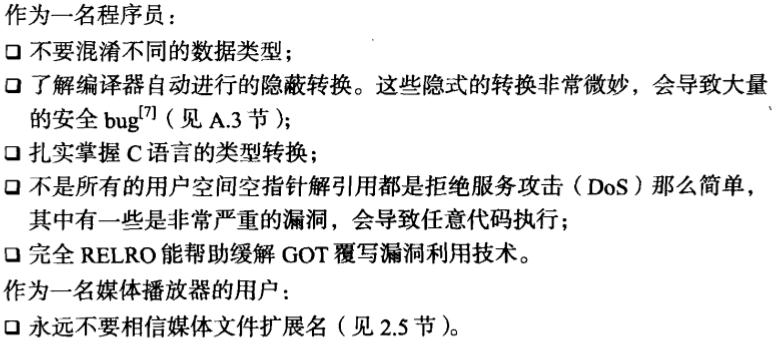 作为一名程序员：
❑ 不要混淆不同的数据类型；
❑ 了解编译器自动进行的隐蔽转换。这些隐式的转换非常微妙，会导致大量
的安全 bug[7]（见 A.3 节）；
❑ 扎实掌握 C 语言的类型转换；
❑ 不是所有的用户空间空指针解引用都是拒绝服务攻击（DoS）那么简单，
其中有一些是非常严重的漏洞，会导致任意代码执行；
❑ 完全 RELRO 能帮助缓解 GOT 覆写漏洞利用技术。
作为一名媒体播放器的用户：
❑ 永远不要相信媒体文件扩展名（见 2.5 节）。